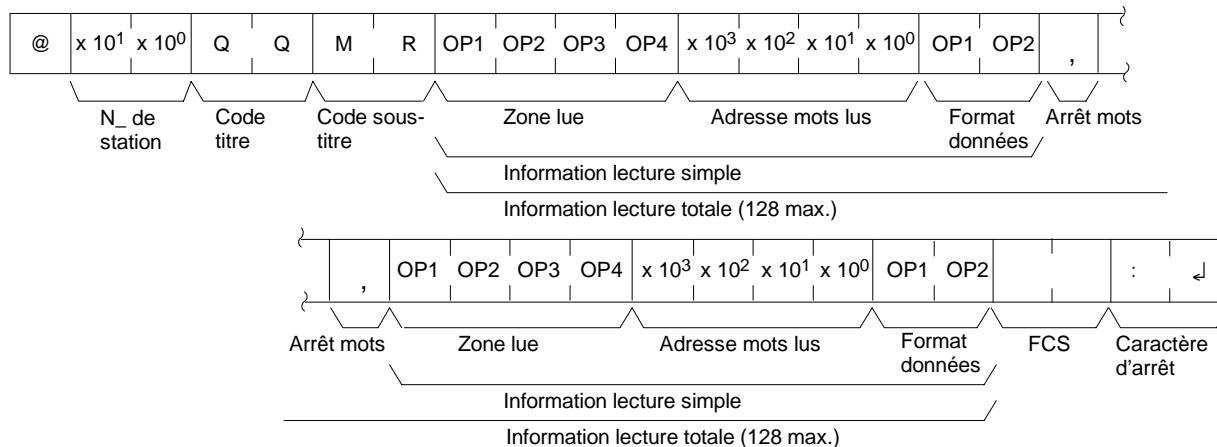 @ x 10¹ x 10⁰ Q Q M R OP1 OP2 OP3 OP4 x 10³ x 10² x 10¹ x 10⁰ OP1 OP2 ,
N_ de station Code titre Code sous-titre Zone lue Adresse mots lus Format données Arrêt mots
Information lecture simple
Information lecture totale (128 max.)
, OP1 OP2 OP3 OP4 x 10³ x 10² x 10¹ x 10⁰ OP1 OP2 : ↲
Arrêt mots Zone lue Adresse mots lus Format données FCS Caractère d'arrêt
Information lecture simple
Information lecture totale (128 max.)